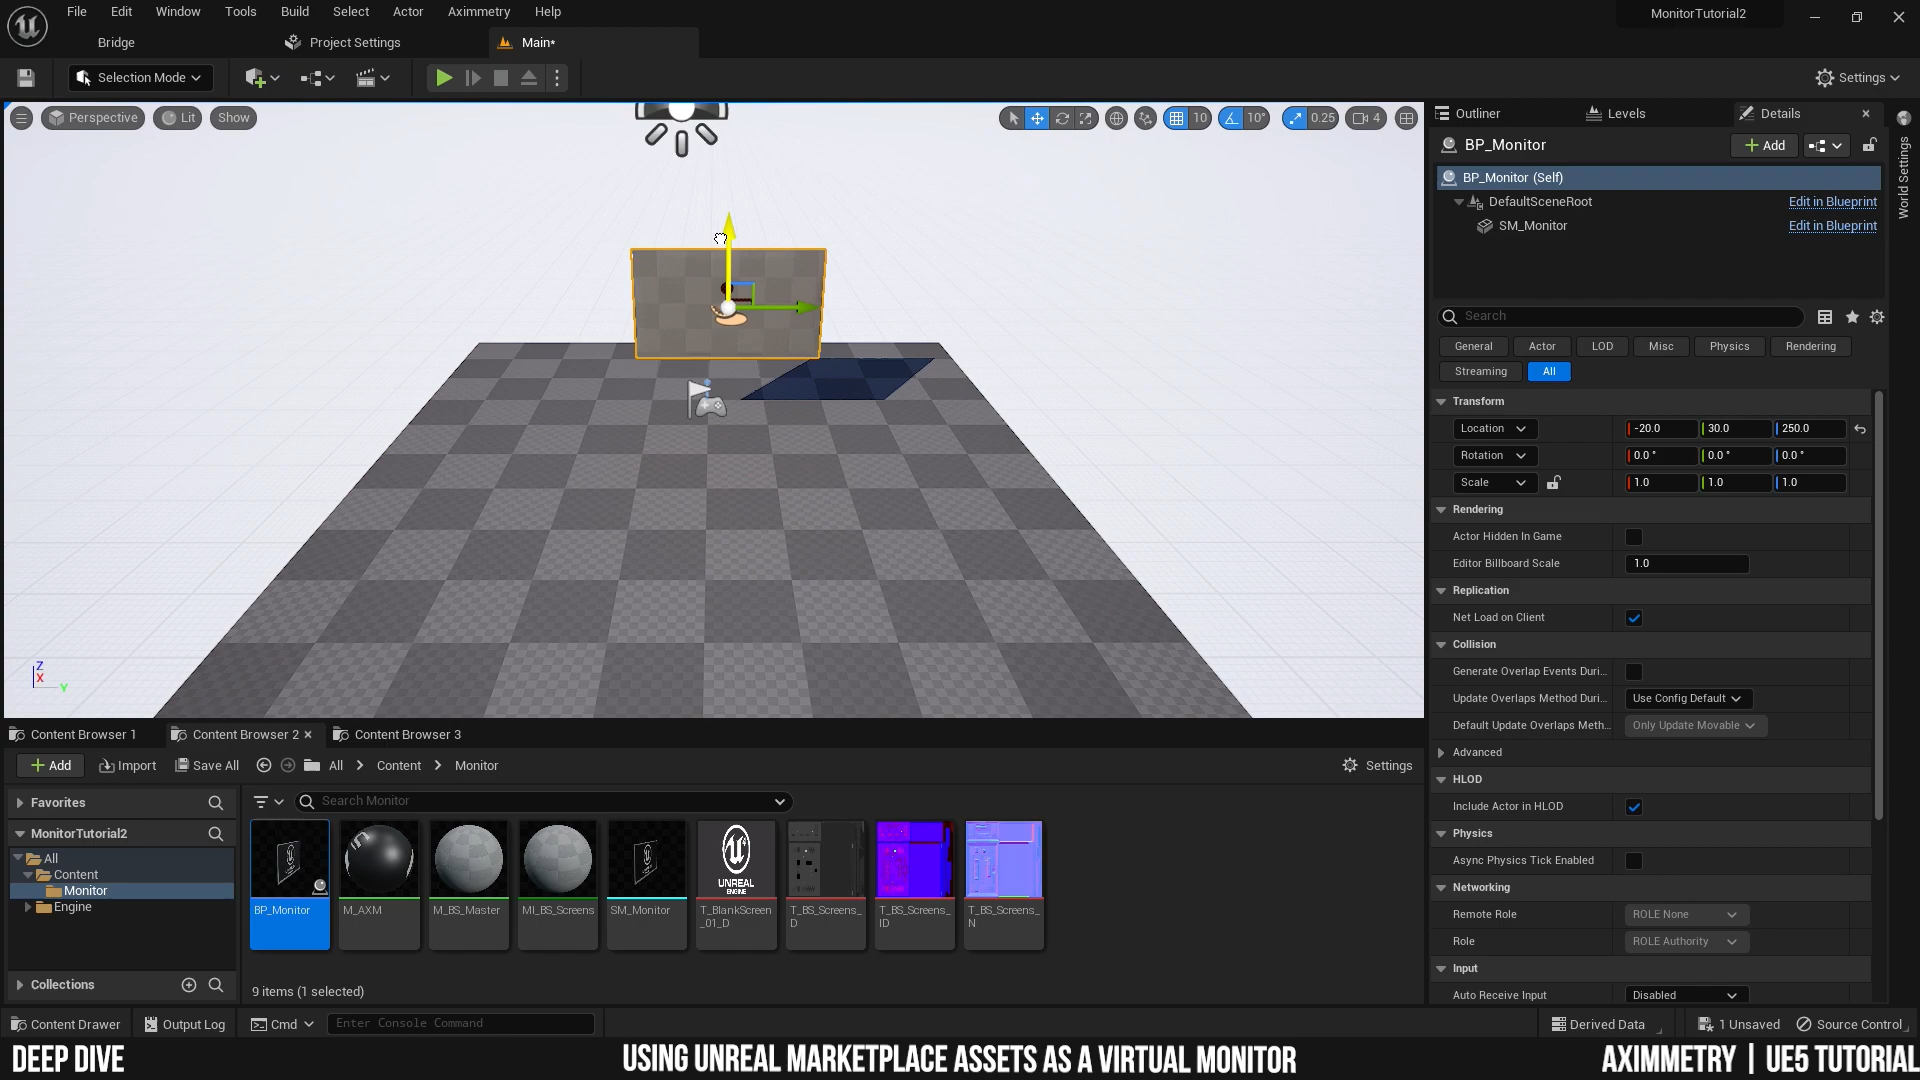 File Edit Window Tools Build Select Actor Aximmetry Help
MonitorTutorial2
Bridge Project Settings Main*
Selection Mode
Settings
Perspective Lit Show
10 10° 0.25 4
Outliner Levels Details
World Settings
BP_Monitor
Add
BP_Monitor (Self)
DefaultSceneRoot Edit in Blueprint
SM_Monitor Edit in Blueprint
Search
General Actor LOD Misc Physics Rendering
Streaming All
Transform
Location -20.0 30.0 250.0
Rotation 0.0 ° 0.0 ° 0.0 °
Scale 1.0 1.0 1.0
Rendering
Actor Hidden In Game
Editor Billboard Scale 1.0
Replication
Net Load on Client
Collision
Generate Overlap Events Duri...
Update Overlaps Method Duri... Use Config Default
Default Update Overlaps Meth... Only Update Movable
Advanced
HLOD
Include Actor in HLOD
Physics
Async Physics Tick Enabled
Networking
Remote Role ROLE None
Role ROLE Authority
Input
Auto Receive Input Disabled
Z
X
Y
Content Browser 1 Content Browser 2 Content Browser 3
Add Import Save All All Content Monitor Settings
Favorites
Search Monitor
MonitorTutorial2
All
Content
Monitor
Engine
Collections
UNREAL
ENGINE
BP_Monitor M_AXM M_BS_Master MI_BS_Screens SM_Monitor T_BlankScreen_01_D T_BS_Screens_D T_BS_Screens_ID T_BS_Screens_N
9 items (1 selected)
Content Drawer Output Log Cmd Enter Console Command Derived Data 1 Unsaved Source Control
DEEP DIVE USING UNREAL MARKETPLACE ASSETS AS A VIRTUAL MONITOR AXIMMETRY | UE5 TUTORIAL